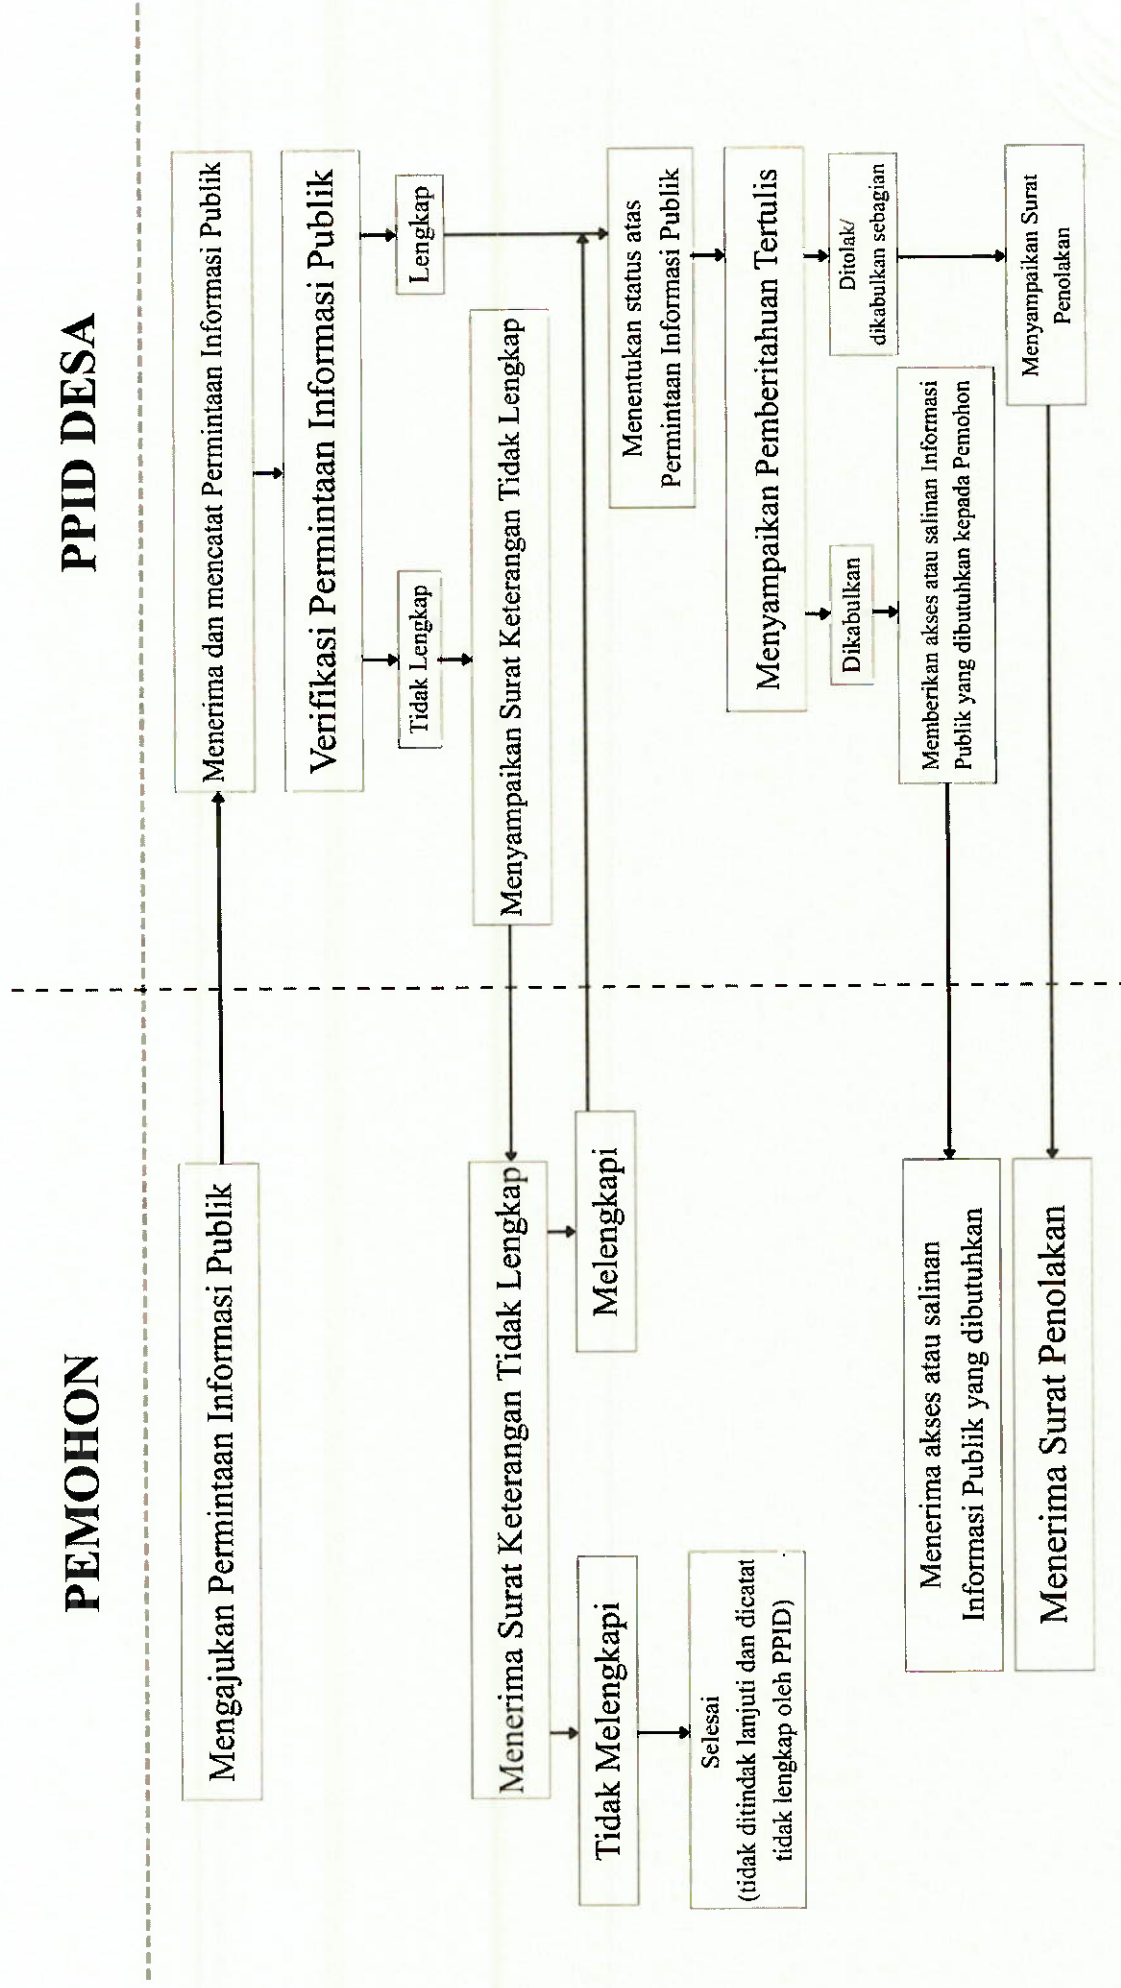 PEMOHON
PPID DESA
Mengajukan Permintaan Informasi Publik
Menerima dan mencatat Permintaan Informasi Publik
Verifikasi Permintaan Informasi Publik
Tidak Lengkap
Lengkap
Menerima Surat Keterangan Tidak Lengkap
Menyampaikan Surat Keterangan Tidak Lengkap
Tidak Melengkapi
Melengkapi
Menentukan status atas
Permintaan Informasi Publik
Selesai
(tidak ditindak lanjuti dan dicatat
tidak lengkap oleh PPID)
Menyampaikan Pemberitahuan Tertulis
Dikabulkan
Ditolak/
dikabulkan sebagian
Menerima akses atau salinan
Informasi Publik yang dibutuhkan
Memberikan akses atau salinan Informasi
Publik yang dibutuhkan kepada Pemohon
Menerima Surat Penolakan
Menyampaikan Surat
Penolakan